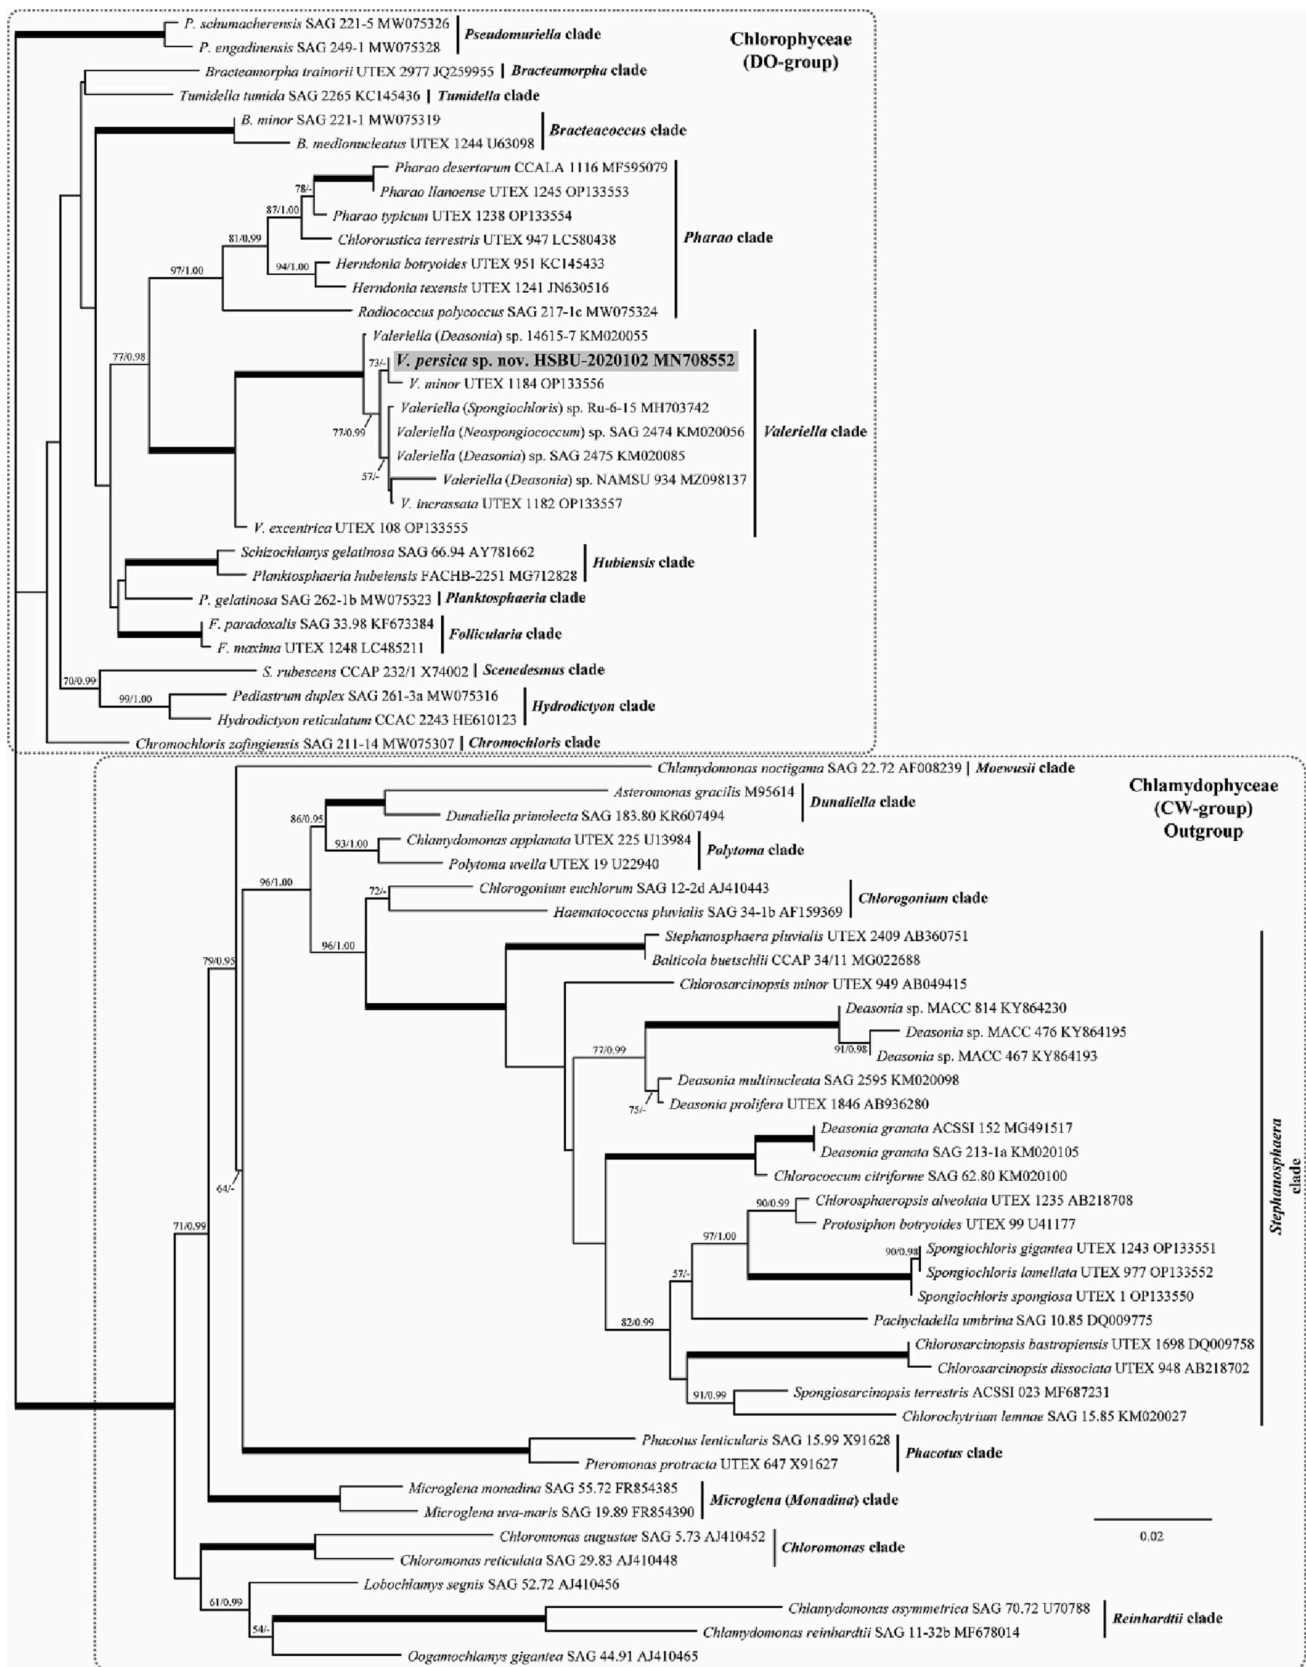 P. schumacherensis SAG 221-5 MW075326
P. engadinensis SAG 249-1 MW075328
Pseudomuriella clade
Chlorophyceae
(DO-group)
Bracteamorpha trainorii UTEX 2977 JQ259955 | Bracteamorpha clade
Tumidella tumida SAG 2265 KC145436 | Tumidella clade
B. minor SAG 221-1 MW075319
B. medionucleatus UTEX 1244 U63098
Bracteacoccus clade
Pharao desertorum CCALA 1116 MF595079
Pharao llanoense UTEX 1245 OP133553
78/-
Pharao typicum UTEX 1238 OP133554
87/1.00
Chlororustica terrestris UTEX 947 LC580438
81/0.99
Herndonia botryoides UTEX 951 KC145433
94/1.00
Herndonia texensis UTEX 1241 JN630516
97/1.00
Radiococcus polycoccus SAG 217-1c MW075324
Pharao clade
Valeriella (Deasonia) sp. 14615-7 KM020055
V. persica sp. nov. HSBU-2020102 MN708552
73/-
77/0.98
V. minor UTEX 1184 OP133556
Valeriella (Spongiochloris) sp. Ru-6-15 MH703742
77/0.99
Valeriella (Neospongiococcum) sp. SAG 2474 KM020056
Valeriella (Deasonia) sp. SAG 2475 KM020085
57/-
Valeriella (Deasonia) sp. NAMSU 934 MZ098137
V. incrassata UTEX 1182 OP133557
V. excentrica UTEX 108 OP133555
Valeriella clade
Schizochlamys gelatinosa SAG 66.94 AY781662
Planktosphaeria hubeiensis FACHB-2251 MG712828
Hubiensis clade
P. gelatinosa SAG 262-1b MW075323 | Planktosphaeria clade
F. paradoxalis SAG 33.98 KF673384
F. maxima UTEX 1248 LC485211
Follicularia clade
S. rubescens CCAP 232/1 X74002 | Scenedesmus clade
70/0.99
99/1.00
Pediastrum duplex SAG 261-3a MW075316
Hydrodictyon reticulatum CCAC 2243 HE610123
Hydrodictyon clade
Chromochloris zofingiensis SAG 211-14 MW075307 | Chromochloris clade
Chlamydomonas noctigama SAG 22.72 AF008239 | Moewusii clade
Chlamydophyceae
(CW-group)
Outgroup
Asteromonas gracilis M95614
Dunaliella primolecta SAG 183.80 KR607494
Dunaliella clade
86/0.95
93/1.00
Chlamydomonas applanata UTEX 225 U13984
Polytoma uvella UTEX 19 U22940
Polytoma clade
96/1.00
72/-
Chlorogonium euchlorum SAG 12-2d AJ410443
Haematococcus pluvialis SAG 34-1b AF159369
Chlorogonium clade
96/1.00
Stephanosphaera pluvialis UTEX 2409 AB360751
Balticola buetschlii CCAP 34/11 MG022688
79/0.95
Chlorosarcinopsis minor UTEX 949 AB049415
Deasonia sp. MACC 814 KY864230
Deasonia sp. MACC 476 KY864195
91/0.98
Deasonia sp. MACC 467 KY864193
77/0.99
Deasonia multinucleata SAG 2595 KM020098
75/-
Deasonia prolifera UTEX 1846 AB936280
Deasonia granata ACSSI 152 MG491517
Deasonia granata SAG 213-1a KM020105
Chlorococcum citriforme SAG 62.80 KM020100
64/-
Chlorosphaeropsis alveolata UTEX 1235 AB218708
90/0.99
Protosiphon botryoides UTEX 99 U41177
71/0.99
97/1.00
Spongiochloris gigantea UTEX 1243 OP133551
90/0.98
Spongiochloris lamellata UTEX 977 OP133552
57/-
Spongiochloris spongiosa UTEX 1 OP133550
Pachycladella umbrina SAG 10.85 DQ009775
82/0.99
Chlorosarcinopsis bastropiensis UTEX 1698 DQ009758
Chlorosarcinopsis dissociata UTEX 948 AB218702
Spongiosarcinopsis terrestris ACSSI 023 MF687231
91/0.99
Chlorochytrium lemnae SAG 15.85 KM020027
Stephanosphaera
clade
Phacotus lenticularis SAG 15.99 X91628
Pteromonas protracta UTEX 647 X91627
Phacotus clade
Microglena monadina SAG 55.72 FR854385
Microglena uva-maris SAG 19.89 FR854390
Microglena (Monadina) clade
0.02
Chloromonas augustae SAG 5.73 AJ410452
Chloromonas reticulata SAG 29.83 AJ410448
Chloromonas clade
Lobochlamys segnis SAG 52.72 AJ410456
61/0.99
Chlamydomonas asymmetrica SAG 70.72 U70788
54/-
Chlamydomonas reinhardtii SAG 11-32b MF678014
Reinhardtii clade
Oogamochlamys gigantea SAG 44.91 AJ410465